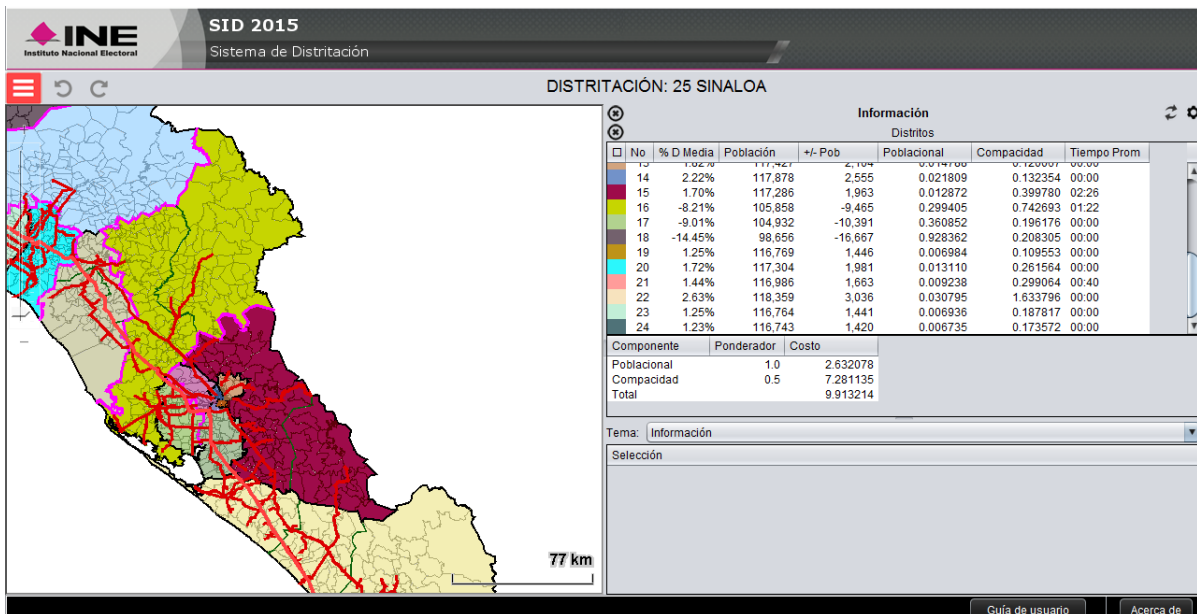 INE
Instituto Nacional Electoral
SID 2015
Sistema de Distritación
DISTRITACIÓN: 25 SINALOA
Información
Distritos
No % D Media Población +/- Pob Poblacional Compacidad Tiempo Prom
14 2.22% 117,878 2,555 0.021809 0.132354 00:00
15 1.70% 117,286 1,963 0.012872 0.399780 02:26
16 -8.21% 105,858 -9,465 0.299405 0.742693 01:22
17 -9.01% 104,932 -10,391 0.360852 0.196176 00:00
18 -14.45% 98,656 -16,667 0.928362 0.208305 00:00
19 1.25% 116,769 1,446 0.006984 0.109553 00:00
20 1.72% 117,304 1,981 0.013110 0.261564 00:00
21 1.44% 116,986 1,663 0.009238 0.299064 00:40
22 2.63% 118,359 3,036 0.030795 1.633796 00:00
23 1.25% 116,764 1,441 0.006936 0.187817 00:00
24 1.23% 116,743 1,420 0.006735 0.173572 00:00
Componente Ponderador Costo
Poblacional 1.0 2.632078
Compacidad 0.5 7.281135
Total 9.913214
Tema: Información
Selección
77 km
Guía de usuario Acerca de